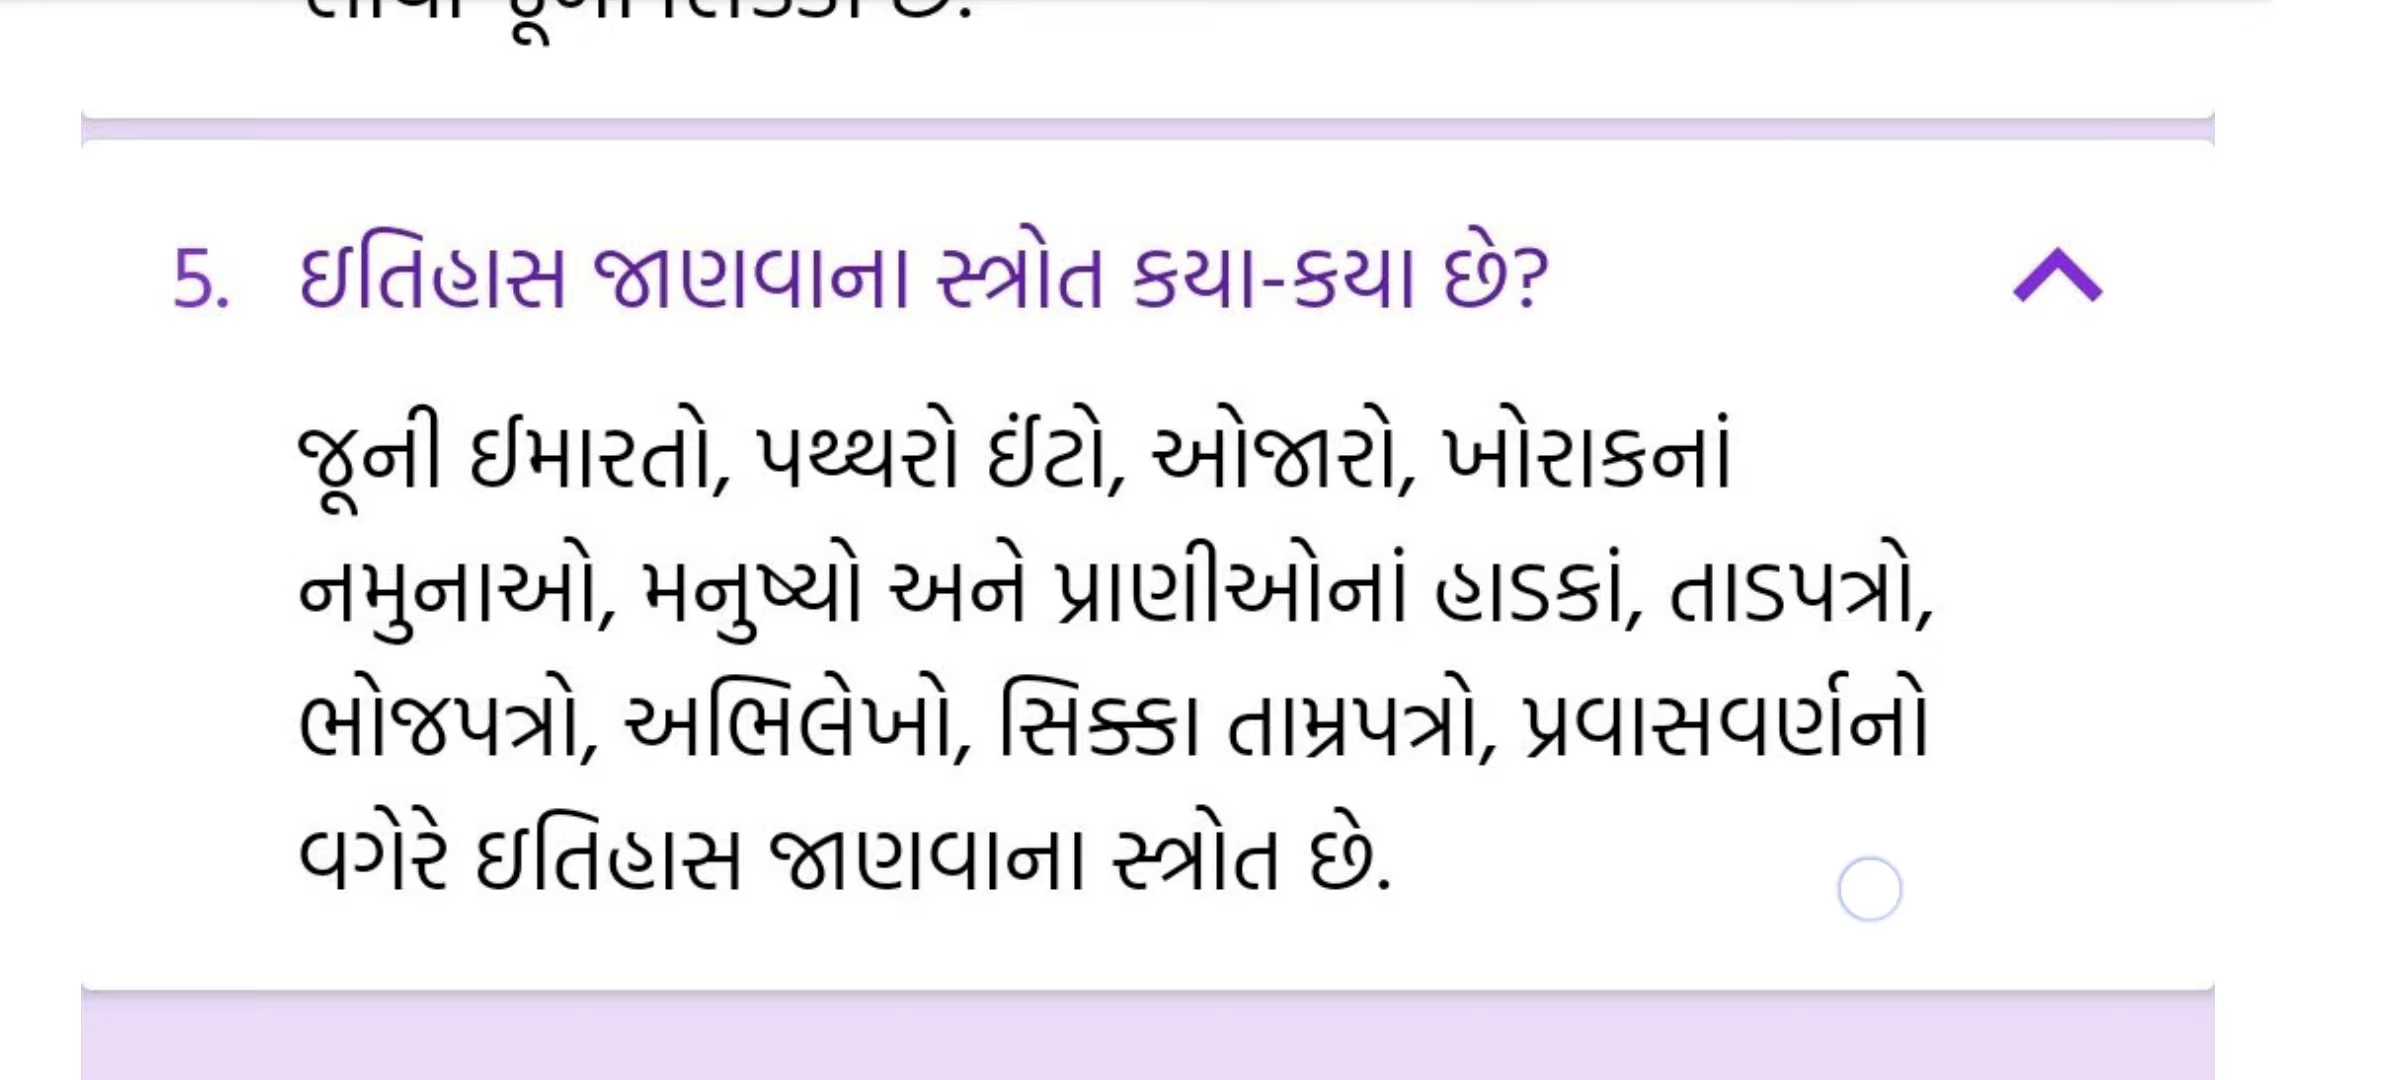 5. ઇતિહાસ જાણવાના સ્ત્રોત કયા-કયા છે?
જૂની ઈમારતો, પથ્થરો ઈંટો, ઓજારો, ખોરાકનાં
નમુનાઓ, મનુષ્યો અને પ્રાણીઓનાં હાડકાં, તાડપત્રો,
ભોજપત્રો, અભિલેખો, સિક્કા તામ્રપત્રો, પ્રવાસવર્ણનો
વગેરે ઇતિહાસ જાણવાના સ્ત્રોત છે.